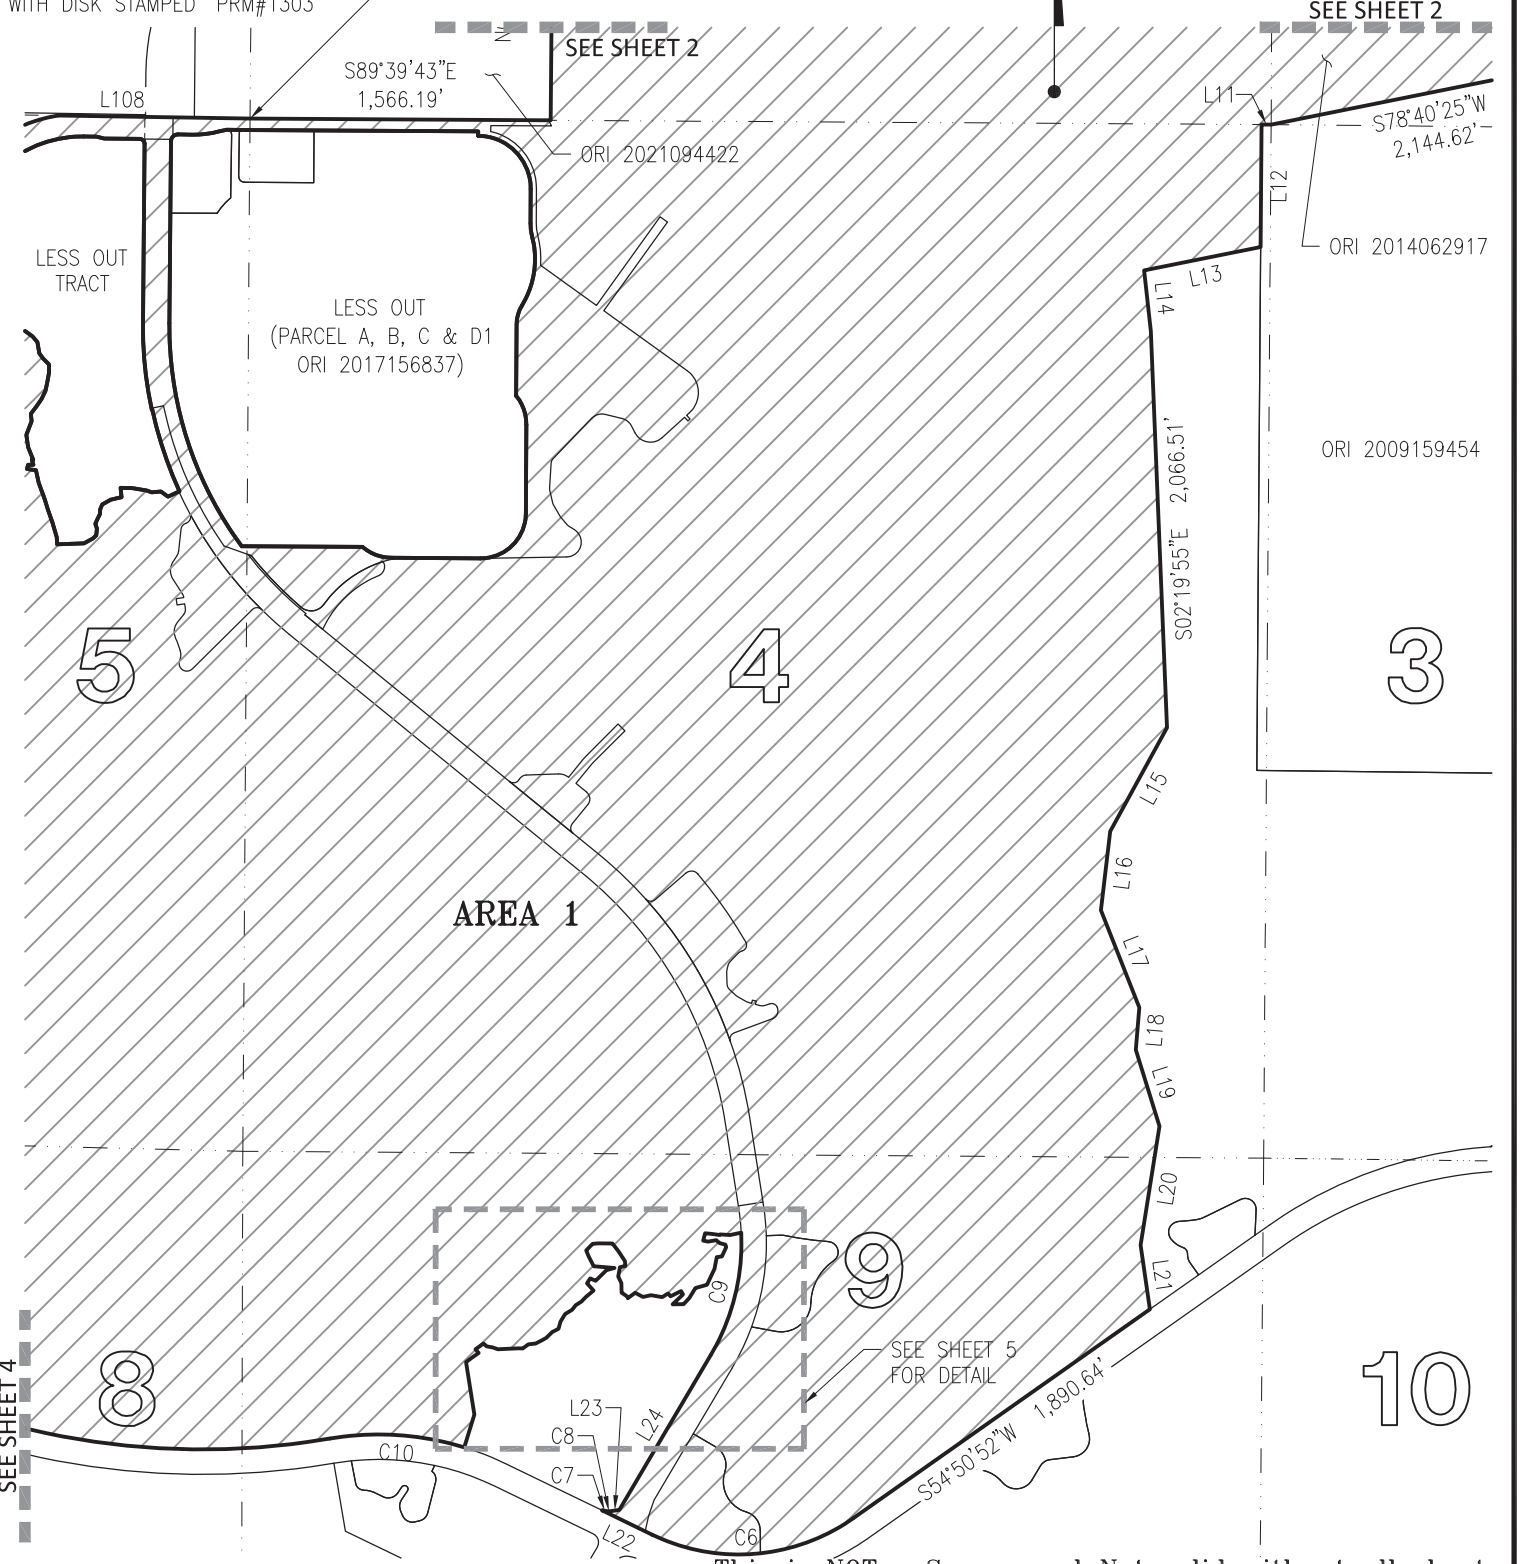 WITH DISK STAMPED "PRM#1303"
SEE SHEET 2
SEE SHEET 2
S89°39'43"E
1,566.19'
L108
L11
S78°40'25"W
2,144.62'
ORI 2021094422
L12
LESS OUT
TRACT
ORI 2014062917
L13
L14
LESS OUT
(PARCEL A, B, C & D1
ORI 2017156837)
S02°19'55"E 2,066.51'
ORI 2009159454
5
4
3
L15
L16
AREA 1
L17
L18
L19
L20
L21
9
C9
SEE SHEET 5
FOR DETAIL
SEE SHEET 4
8
10
L23
C8
C7
L24
C10
L22
C6
S54°50'52"W 1,890.64'